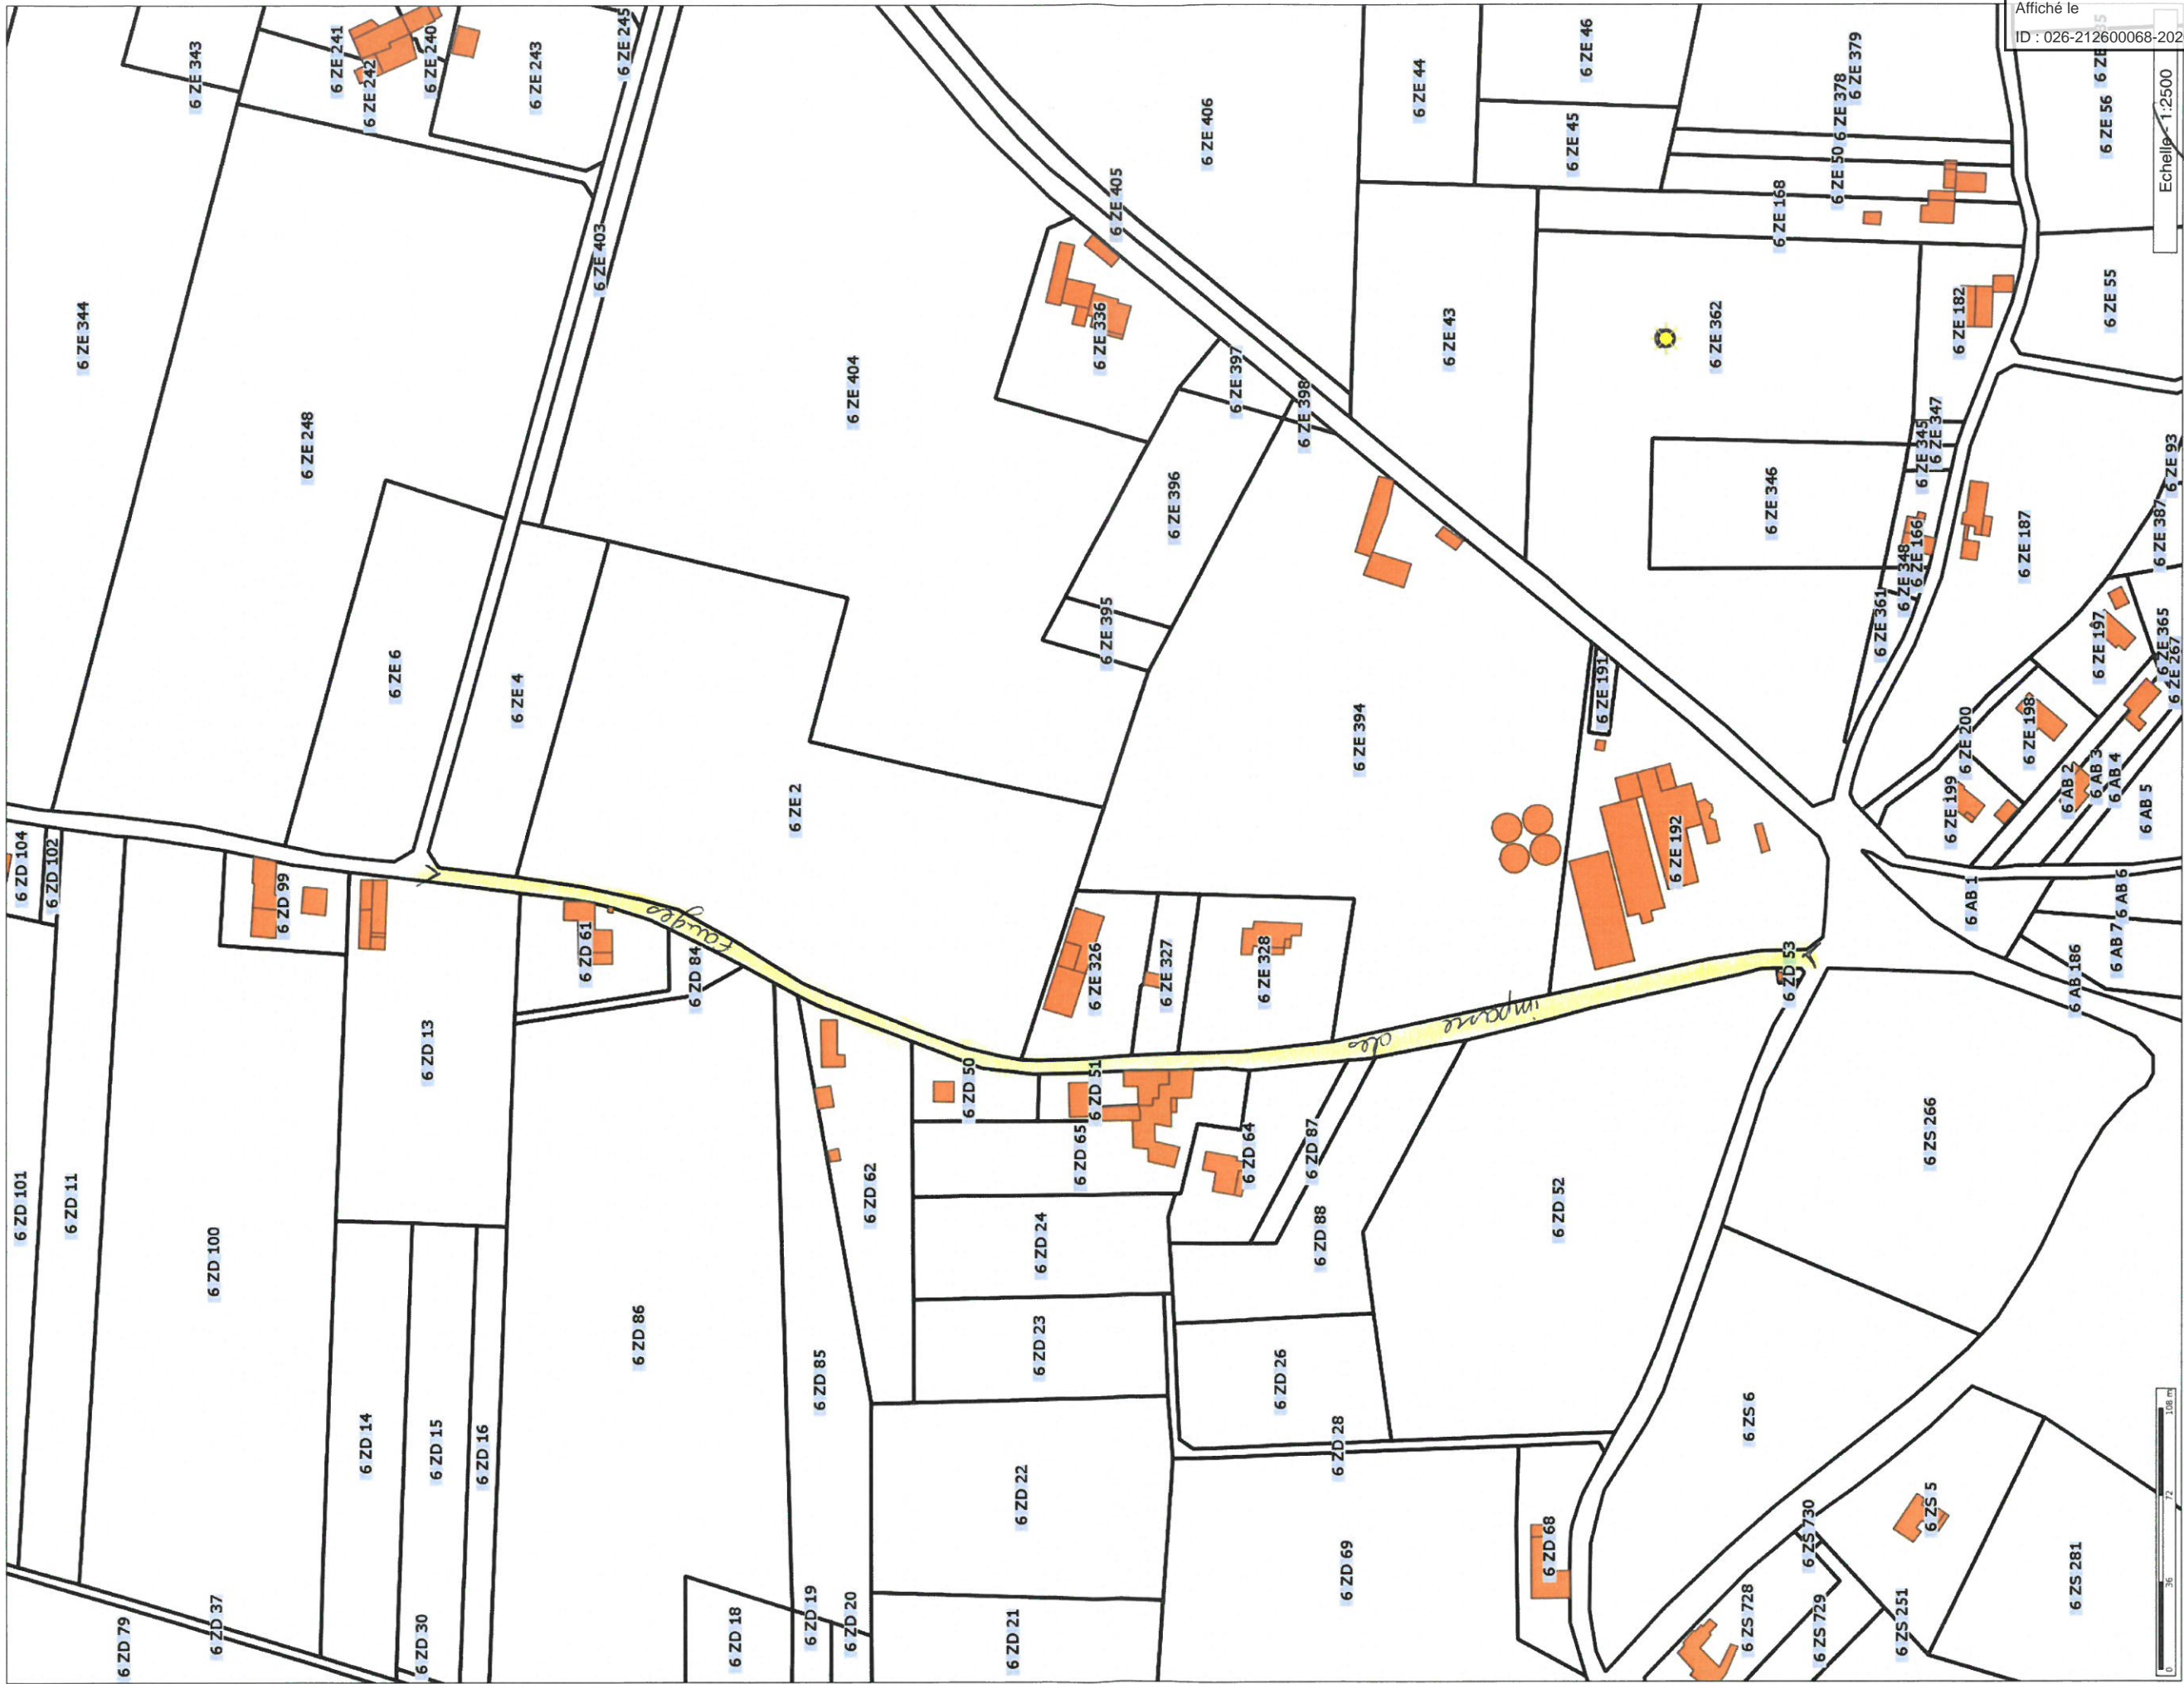 Affiché le
ID : 026-212600068-202
Echelle - 1:2500
6 ZE 343
6 ZE 241
6 ZE 242
6 ZE 240
6 ZE 243
6 ZE 245
6 ZE 344
6 ZE 248
6 ZE 403
6 ZE 404
6 ZE 405
6 ZE 406
6 ZE 44
6 ZE 46
6 ZE 45
6 ZE 379
6 ZE 378
6 ZE 50
6 ZE 168
6 ZE 56
6 ZE 55
6 ZE 336
6 ZE 397
6 ZE 398
6 ZE 43
6 ZE 362
6 ZE 182
6 ZE 396
6 ZE 395
6 ZE 346
6 ZE 345
6 ZE 347
6 ZE 348
6 ZE 166
6 ZE 361
6 ZE 187
6 ZE 93
6 ZE 387
6 ZE 365
6 ZE 267
6 ZE 197
6 ZE 198
6 ZE 200
6 ZE 199
6 ZE 6
6 ZE 4
6 ZE 2
6 ZE 394
6 ZE 191
6 ZE 192
6 AB 2
6 AB 3
6 AB 4
6 AB 5
6 AB 1
6 AB 6
6 AB 7
6 AB 186
6 ZD 104
6 ZD 102
6 ZD 99
6 ZD 61
6 ZD 84
6 ZE 326
6 ZE 327
6 ZE 328
6 ZD 53
impasse
des
Fauges
6 ZD 101
6 ZD 11
6 ZD 100
6 ZD 13
6 ZD 50
6 ZD 51
6 ZD 65
6 ZD 64
6 ZD 87
6 ZD 62
6 ZD 24
6 ZD 88
6 ZD 52
6 ZS 266
6 ZD 86
6 ZD 85
6 ZD 23
6 ZD 26
6 ZD 28
6 ZS 6
6 ZD 14
6 ZD 15
6 ZD 16
6 ZD 22
6 ZD 69
6 ZD 68
6 ZS 730
6 ZS 5
6 ZD 79
6 ZD 37
6 ZD 30
6 ZD 18
6 ZD 19
6 ZD 20
6 ZD 21
6 ZS 728
6 ZS 729
6 ZS 251
6 ZS 281
0 36 72 108 m